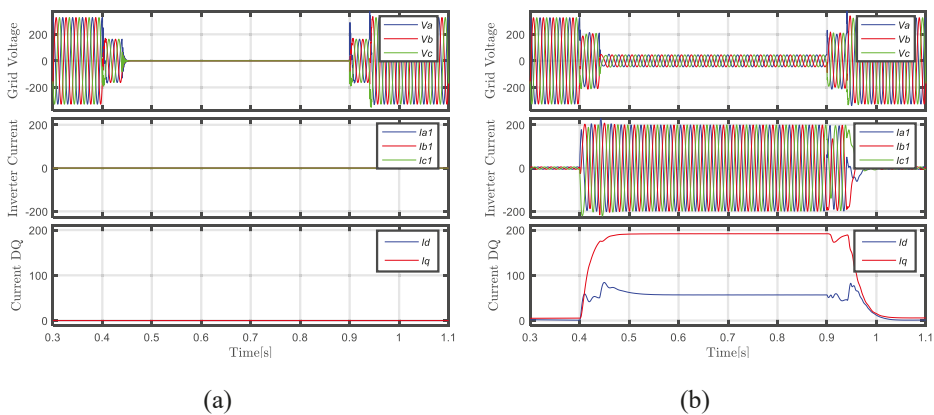 Grid Voltage
200
0
-200
Va
Vb
Vc
Inverter Current
200
0
-200
Ia1
Ib1
Ic1
Current DQ
200
100
0
Id
Iq
0.3 0.4 0.5 0.6 0.7 0.8 0.9 1 1.1
Time[s]
(a)
Grid Voltage
200
0
-200
Va
Vb
Vc
Inverter Current
200
0
-200
Ia1
Ib1
Ic1
Current DQ
200
100
0
Id
Iq
0.3 0.4 0.5 0.6 0.7 0.8 0.9 1 1.1
Time[s]
(b)